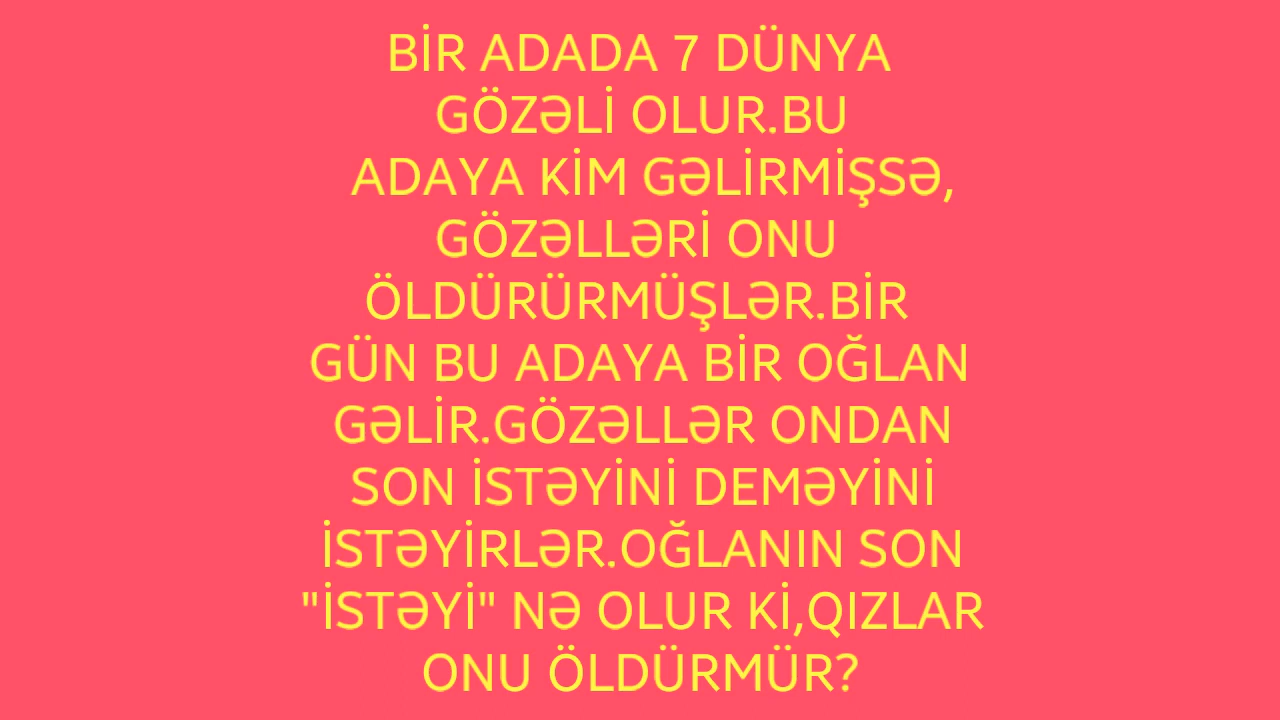 BİR ADADA 7 DÜNYA
GÖZƏLİ OLUR.BU
ADAYA KİM GƏLİRMİŞSƏ,
GÖZƏLLƏRİ ONU
ÖLDÜRÜRMÜŞLƏR.BİR
GÜN BU ADAYA BİR OĞLAN
GƏLİR.GÖZƏLLƏR ONDAN
SON İSTƏYİNİ DEMƏYİNİ
İSTƏYİRLƏR.OĞLANIN SON
"İSTƏYİ" NƏ OLUR Kİ,QIZLAR
ONU ÖLDÜRMÜR?